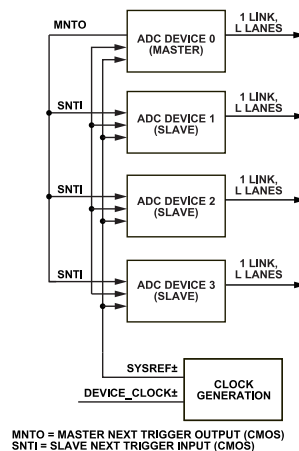 MNTO
ADC DEVICE 0
(MASTER)
1 LINK,
L LANES
SNTI
ADC DEVICE 1
(SLAVE)
1 LINK,
L LANES
SNTI
ADC DEVICE 2
(SLAVE)
1 LINK,
L LANES
SNTI
ADC DEVICE 3
(SLAVE)
1 LINK,
L LANES
SYSREF±
DEVICE_CLOCK±
CLOCK
GENERATION
MNTO = MASTER NEXT TRIGGER OUTPUT (CMOS)
SNTI = SLAVE NEXT TRIGGER INPUT (CMOS)